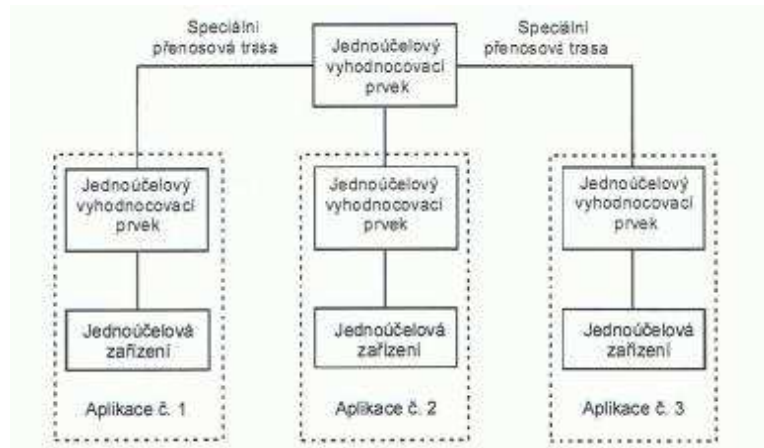 Speciální
přenosová trasa
Jednoúčelový
vyhodnocovací
prvek
Speciální
přenosová trasa
Jednoúčelový
vyhodnocovací
prvek
Jednoúčelová
zařízení
Aplikace č. 1
Jednoúčelový
vyhodnocovací
prvek
Jednoúčelová
zařízení
Aplikace č. 2
Jednoúčelový
vyhodnocovací
prvek
Jednoúčelová
zařízení
Aplikace č. 3